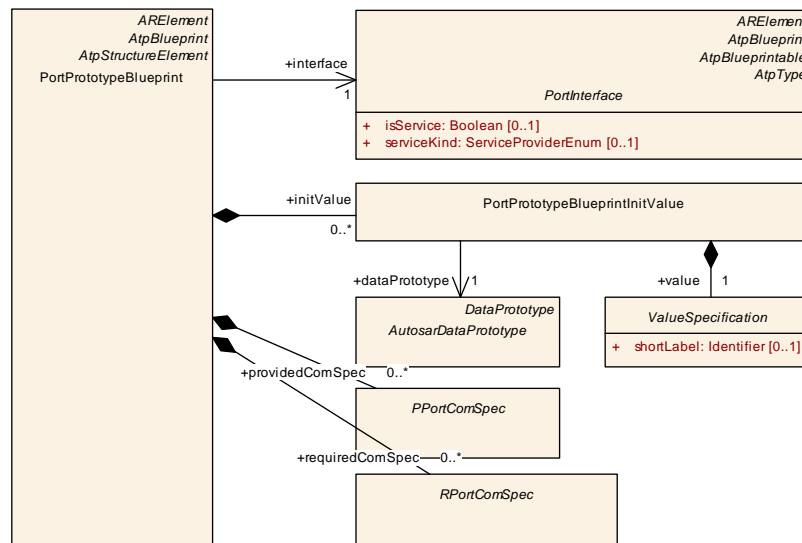 ARElement
AtpBlueprint
AtpStructureElement
PortPrototypeBlueprint
+interface
1
ARElement
AtpBlueprint
AtpBlueprintable
AtpType
PortInterface
+ isService: Boolean [0..1]
+ serviceKind: ServiceProviderEnum [0..1]
+initValue
0..*
PortPrototypeBlueprintInitValue
+dataPrototype
1
+value
1
DataPrototype
AutosarDataPrototype
ValueSpecification
+ shortLabel: Identifier [0..1]
+providedComSpec
0..*
PPortComSpec
+requiredComSpec
0..*
RPortComSpec